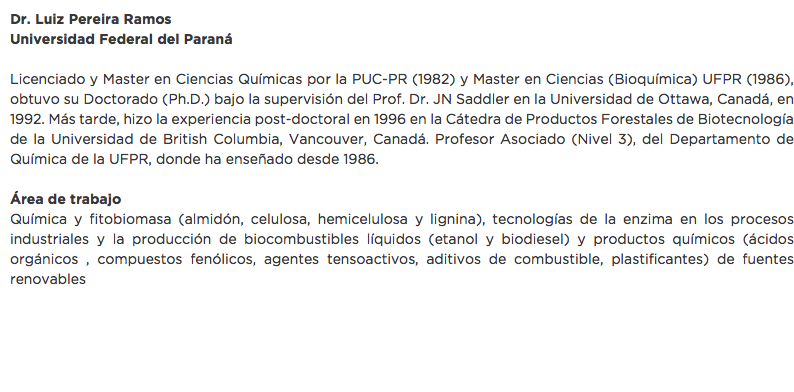 Dr. Luiz Pereira Ramos
Universidad Federal del Paraná
Licenciado y Master en Ciencias Químicas por la PUC-PR (1982) y Master en Ciencias (Bioquímica) UFPR (1986),
obtuvo su Doctorado (Ph.D.) bajo la supervisión del Prof. Dr. JN Saddler en la Universidad de Ottawa, Canadá, en
1992. Más tarde, hizo la experiencia post-doctoral en 1996 en la Cátedra de Productos Forestales de Biotecnología
de la Universidad de British Columbia, Vancouver, Canadá. Profesor Asociado (Nivel 3), del Departamento de
Química de la UFPR, donde ha enseñado desde 1986.
Área de trabajo
Química y fitobiomasa (almidón, celulosa, hemicelulosa y lignina), tecnologías de la enzima en los procesos
industriales y la producción de biocombustibles líquidos (etanol y biodiesel) y productos químicos (ácidos
orgánicos , compuestos fenólicos, agentes tensoactivos, aditivos de combustible, plastificantes) de fuentes
renovables